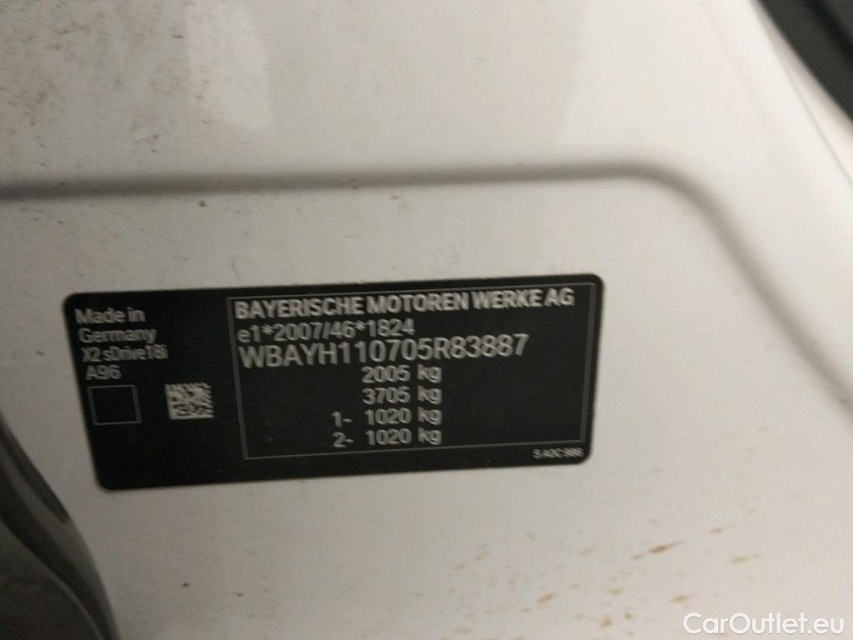 Made in
Germany
X2 sDrive18i
A96
BAYERISCHE MOTOREN WERKE AG
e1*2007/46*1824
WBAYH110705R83887
2005 kg
3705 kg
1- 1020 kg
2- 1020 kg
CarOutlet.eu